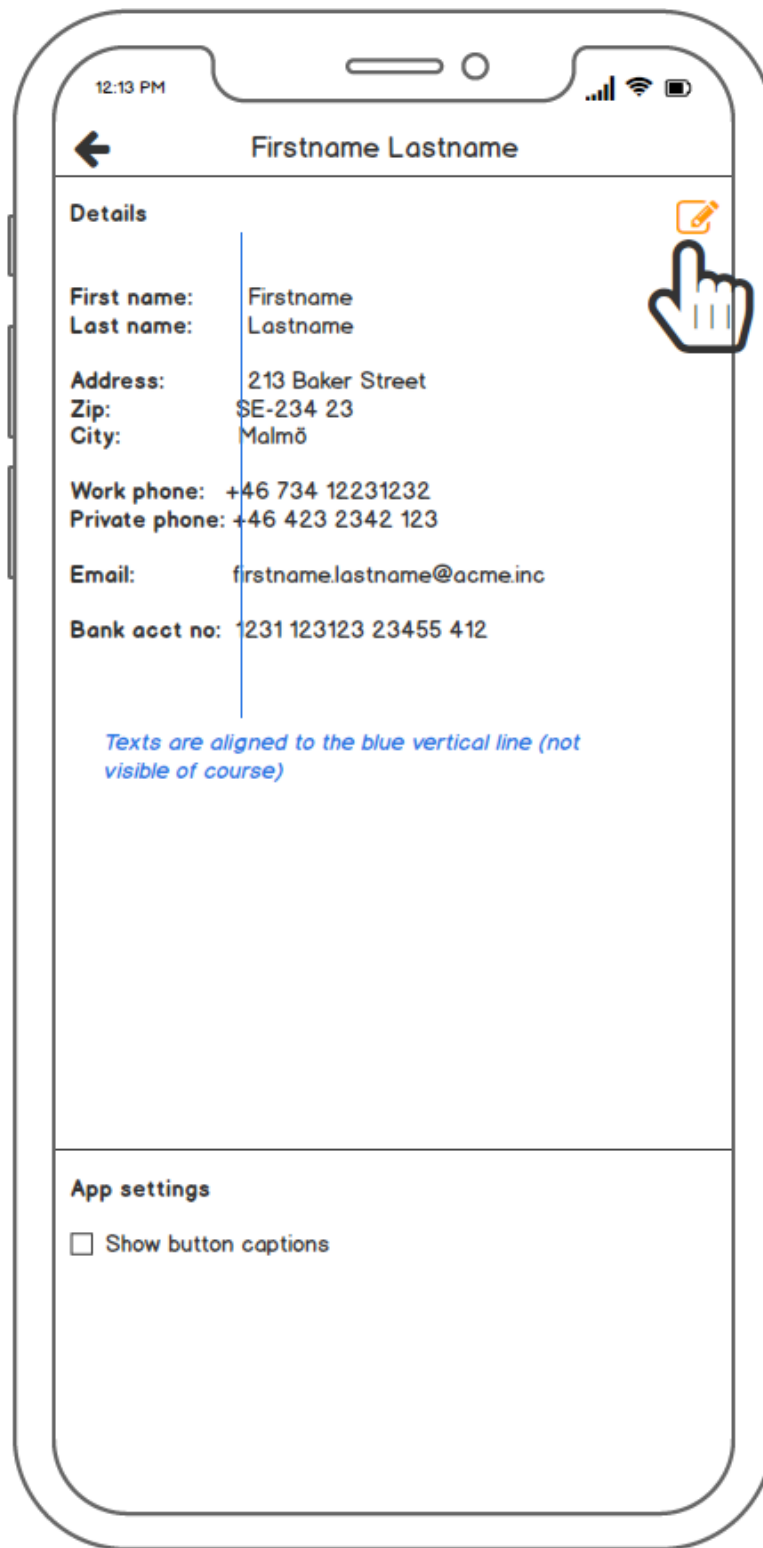 12:13 PM
Firstname Lastname
Details
First name: Firstname
Last name: Lastname
Address: 213 Baker Street
Zip: SE-234 23
City: Malmö
Work phone: +46 734 12231232
Private phone: +46 423 2342 123
Email: firstname.lastname@acme.inc
Bank acct no: 1231 123123 23455 412
Texts are aligned to the blue vertical line (not
visible of course)
App settings
Show button captions